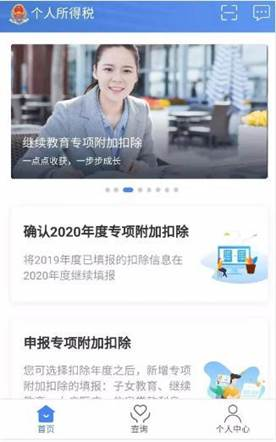 个人所得税
继续教育专项附加扣除
一点点收获，一步步成长
确认2020年度专项附加扣除
将2019年度已填报的扣除信息在
2020年度继续填报
申报专项附加扣除
您可选择扣除年度之后，新增专项
附加扣除的填报：子女教育、继续
首页
查询
个人中心